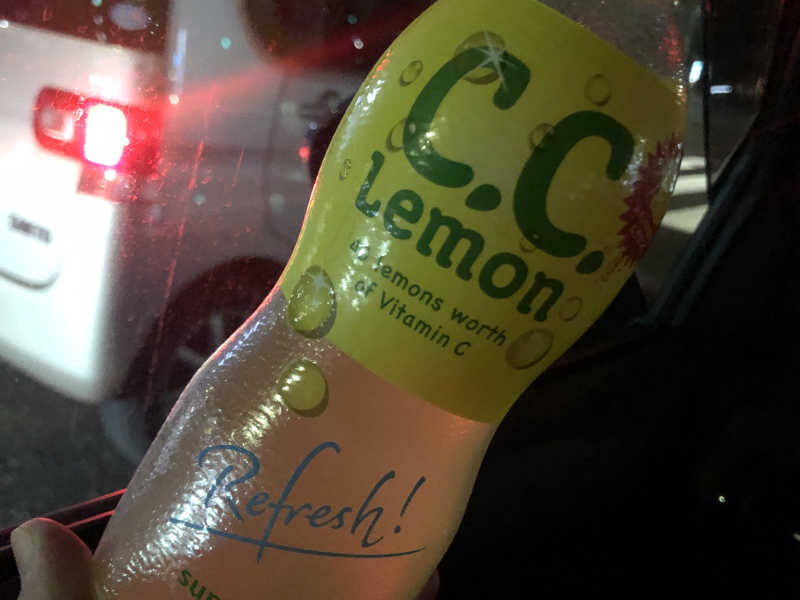 C.C.
Lemon
40 lemons worth
of Vitamin C
Refresh!